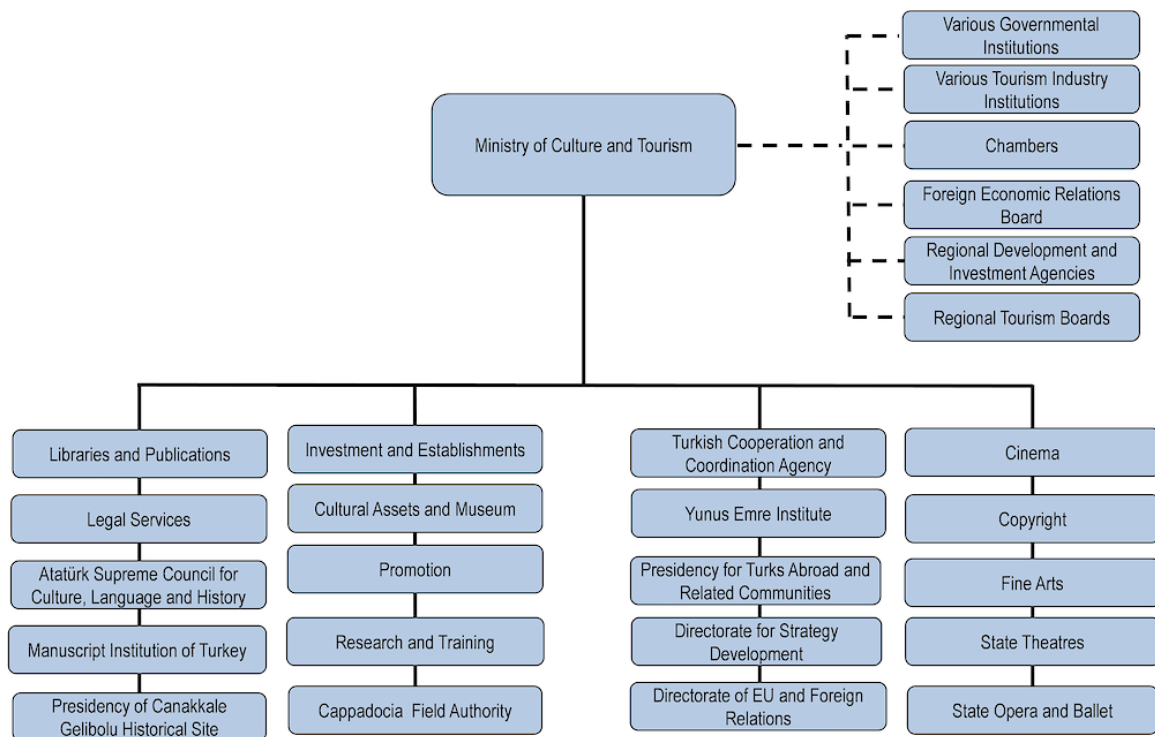 Various Governmental
Institutions
Various Tourism Industry
Institutions
Ministry of Culture and Tourism
Chambers
Foreign Economic Relations
Board
Regional Development and
Investment Agencies
Regional Tourism Boards
Libraries and Publications
Legal Services
Atatürk Supreme Council for
Culture, Language and History
Manuscript Institution of Turkey
Presidency of Canakkale
Gelibolu Historical Site
Investment and Establishments
Cultural Assets and Museum
Promotion
Research and Training
Cappadocia Field Authority
Turkish Cooperation and
Coordination Agency
Yunus Emre Institute
Presidency for Turks Abroad and
Related Communities
Directorate for Strategy
Development
Directorate of EU and Foreign
Relations
Cinema
Copyright
Fine Arts
State Theatres
State Opera and Ballet